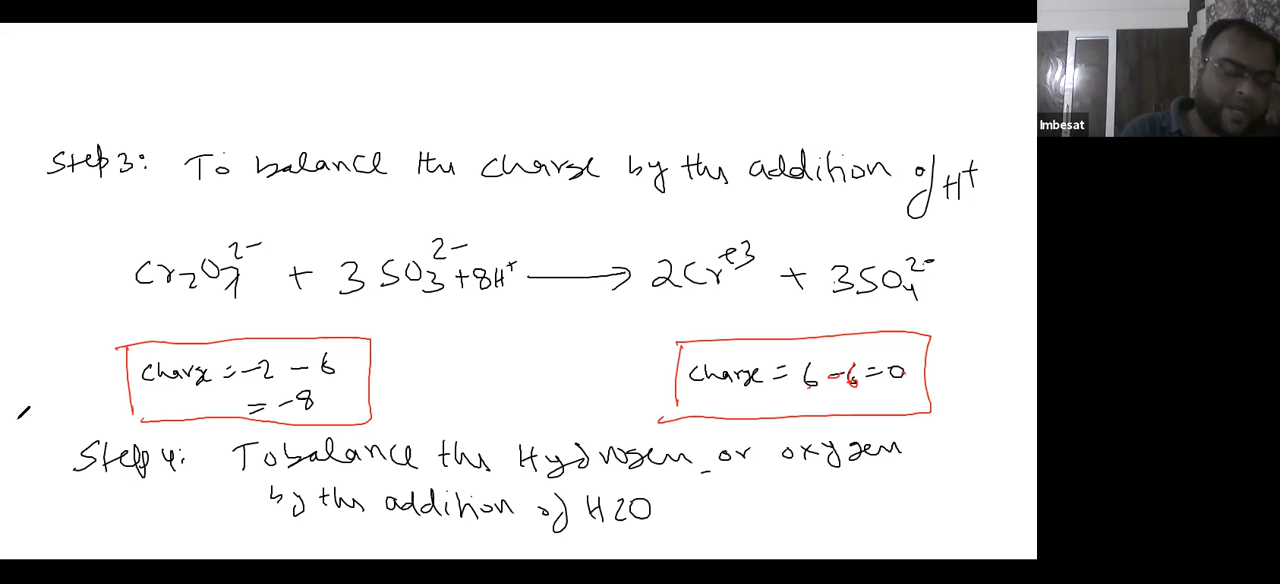 Imbesat
Step 3: To balance the charge by the addition of H+
Cr2O7^2- + 3 SO3^2- + 8H+ ⟶ 2Cr^+3 + 3SO4^2-
Charge = -2 - 6
= -8
Charge = 6 - 6 = 0
Step 4: To balance the Hydrogen or oxygen
by the addition of H2O